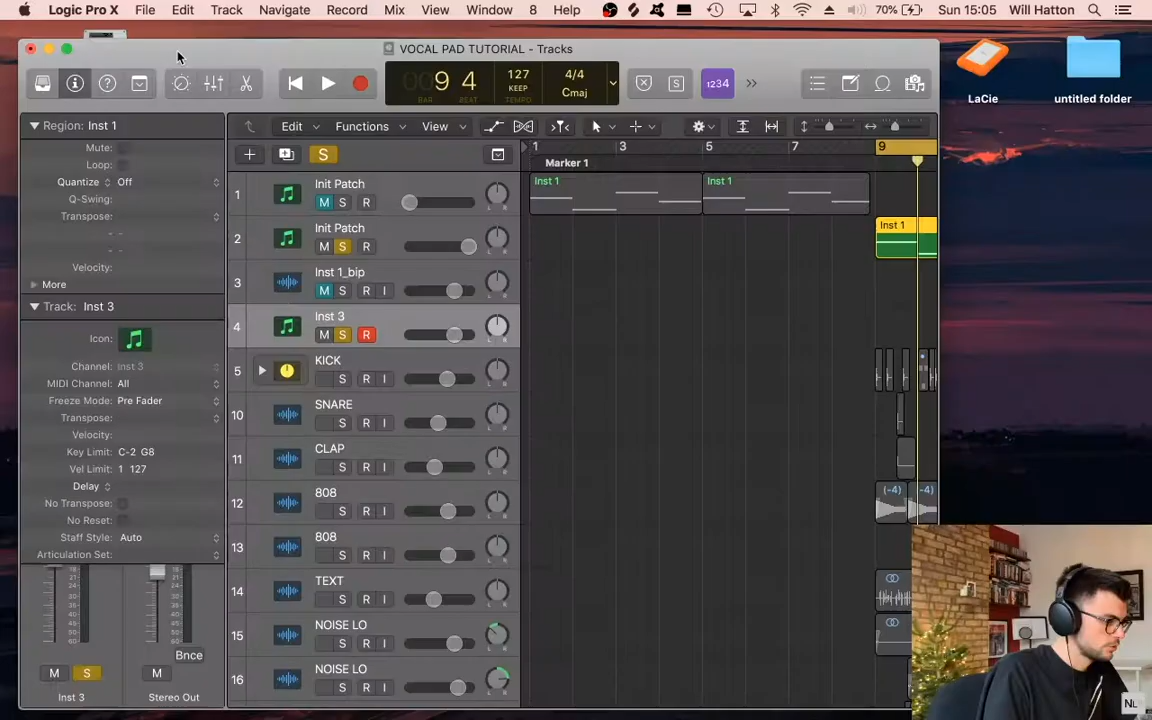 Logic Pro X File Edit Track Navigate Record Mix View Window 8 Help 70% Sun 15:05 Will Hatton
VOCAL PAD TUTORIAL - Tracks
9 4 127 4/4
KEEP Cmaj
BAR BEAT TEMPO
S 1234
LaCie untitled folder
Region: Inst 1
Mute:
Loop:
Quantize Off
Q-Swing:
Transpose:
Velocity:
More
Track: Inst 3
Icon:
Channel: Inst 3
MIDI Channel: All
Freeze Mode: Pre Fader
Transpose:
Velocity:
Key Limit: C-2 G8
Vel Limit: 1 127
Delay
No Transpose:
No Reset:
Staff Style: Auto
Articulation Set:
Bnce
M S M
Inst 3 Stereo Out
Edit Functions View
S
1 3 5 7 9
Marker 1
1 Init Patch
M S R
Inst 1 Inst 1
2 Init Patch
M S R
Inst 1
3 Inst 1_bip
M S R I
4 Inst 3
M S R
5 KICK
S R I
10 SNARE
S R I
11 CLAP
S R I
12 808
S R I
(-4) (-4)
13 808
S R I
14 TEXT
S R I
15 NOISE LO
S R I
16 NOISE LO
S R I
NL